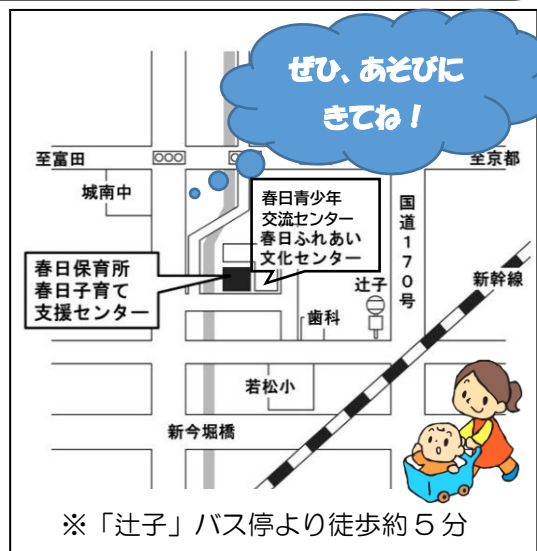 ぜひ、あそびに
きてね！
至富田
至京都
城南中
春日青少年
交流センター
春日ふれあい
文化センター
国道１７０号
春日保育所
春日子育て
支援センター
辻子
新幹線
歯科
若松小
新今堀橋
※「辻子」バス停より徒歩約５分